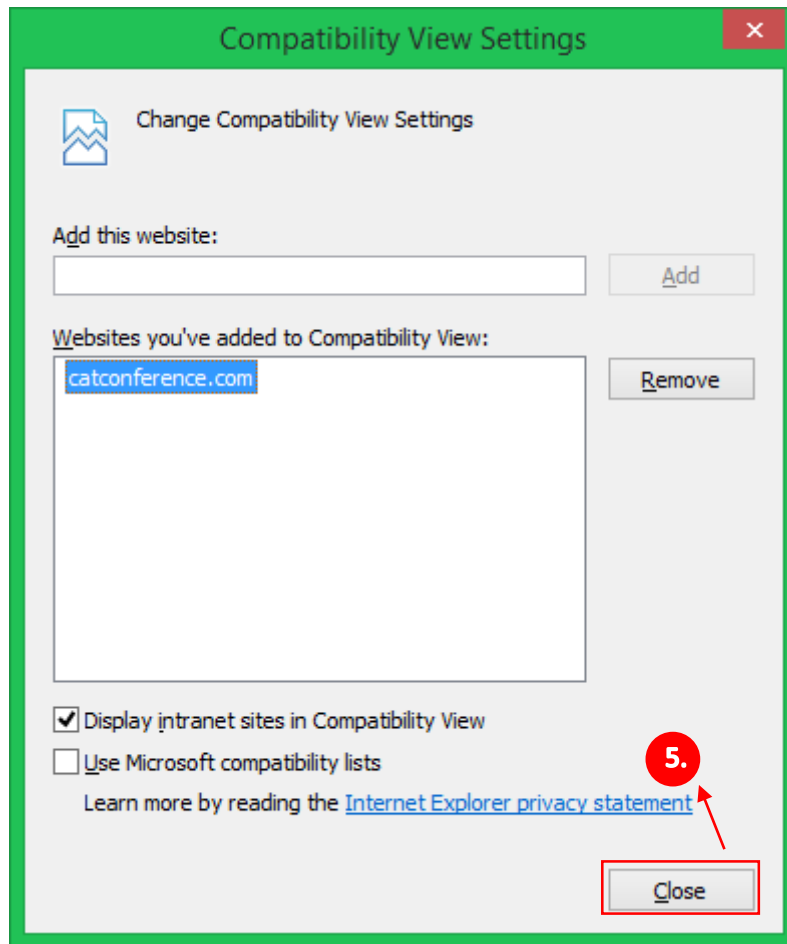 Compatibility View Settings
Change Compatibility View Settings
Add this website:
Add
Websites you've added to Compatibility View:
catconference.com
Remove
Display intranet sites in Compatibility View
Use Microsoft compatibility lists
5.
Learn more by reading the Internet Explorer privacy statement
Close